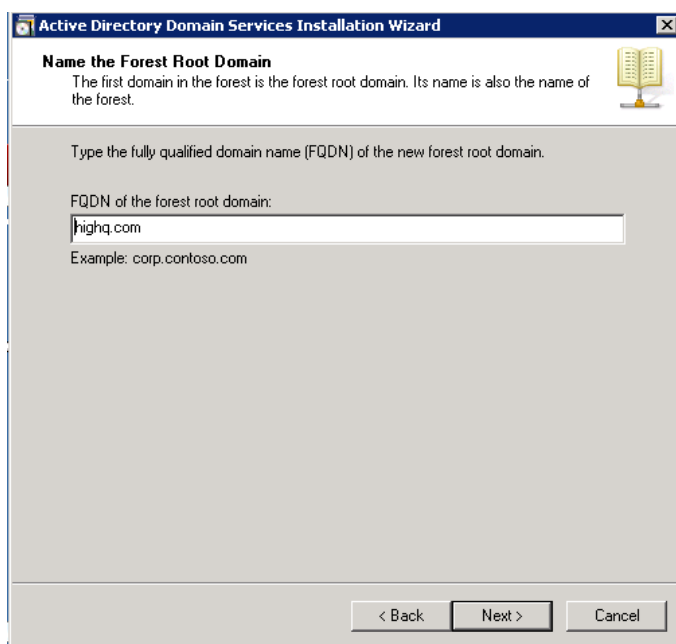 Active Directory Domain Services Installation Wizard
Name the Forest Root Domain
The first domain in the forest is the forest root domain. Its name is also the name of
the forest.
Type the fully qualified domain name (FQDN) of the new forest root domain.
FQDN of the forest root domain:
highq.com
Example: corp.contoso.com
< Back Next > Cancel